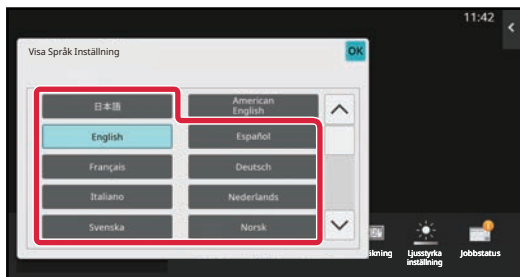 11:42
Visa Språk Inställning
OK
日本語
American
English
English
Español
Français
Deutsch
Italiano
Nederlands
Svenska
Norsk
Ljusstyrka
inställning
Jobbstatus